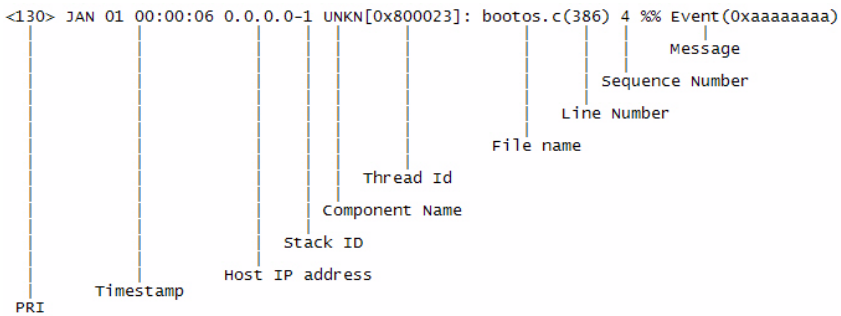 <130> JAN 01 00:00:06 0.0.0.0-1 UNKN[0x800023]: bootos.c(386) 4 %% Event(0xaaaaaaaa)
Message
Sequence Number
Line Number
File name
Thread Id
Component Name
Stack ID
Host IP address
Timestamp
PRI